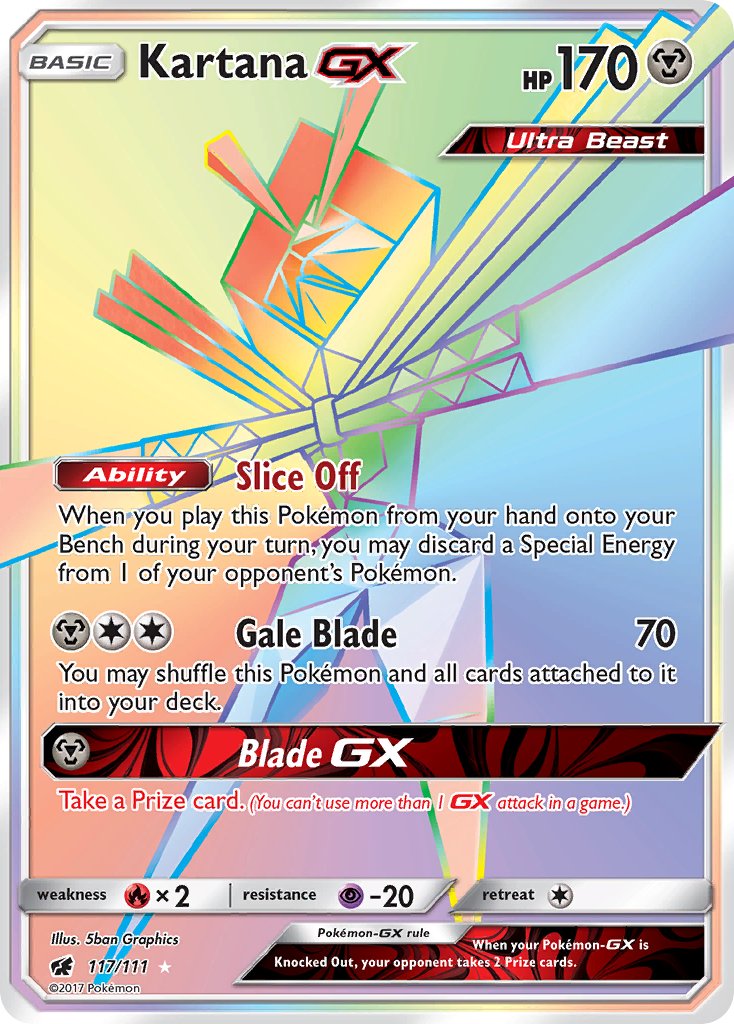 BASIC Kartana GX HP 170
Ultra Beast
Ability Slice Off
When you play this Pokémon from your hand onto your
Bench during your turn, you may discard a Special Energy
from 1 of your opponent's Pokémon.
Gale Blade 70
You may shuffle this Pokémon and all cards attached to it
into your deck.
Blade GX
Take a Prize card. (You can't use more than 1 GX attack in a game.)
weakness ×2 resistance -20 retreat
Illus. 5ban Graphics
Pokémon-GX rule
When your Pokémon-GX is
Knocked Out, your opponent takes 2 Prize cards.
117/111
©2017 Pokémon